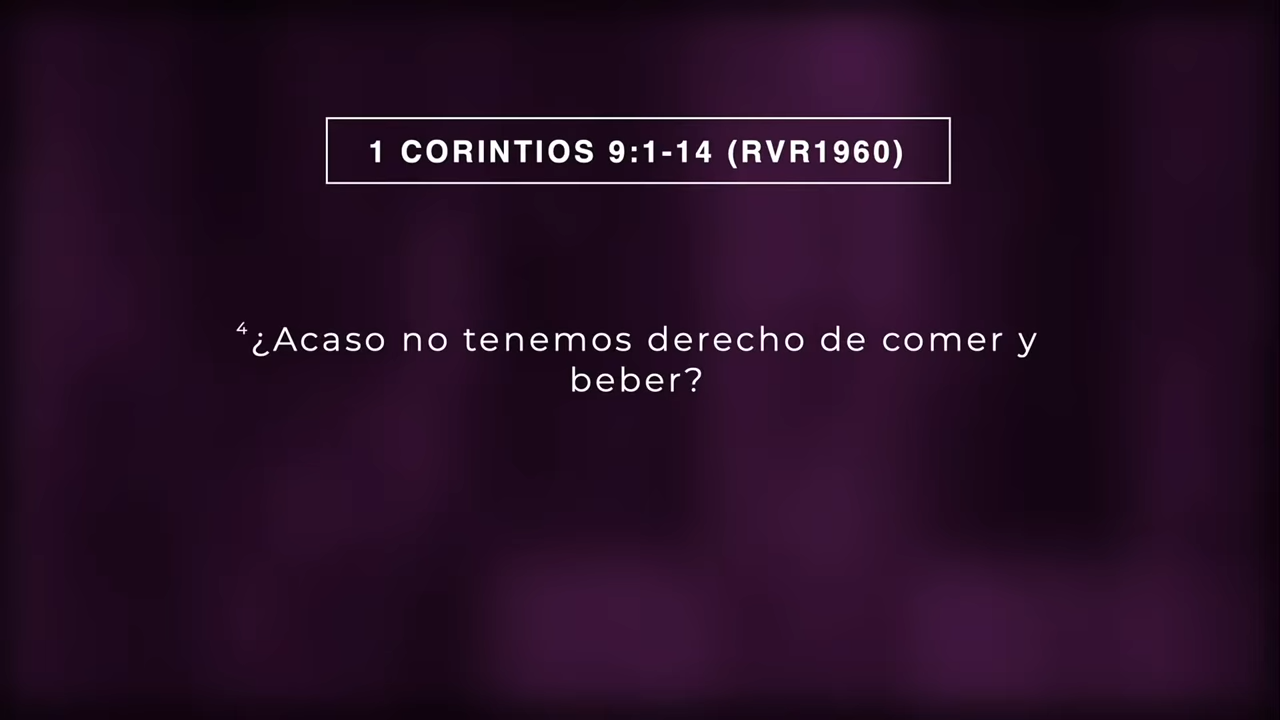 1 CORINTIOS 9:1-14 (RVR1960)
⁴¿Acaso no tenemos derecho de comer y
beber?